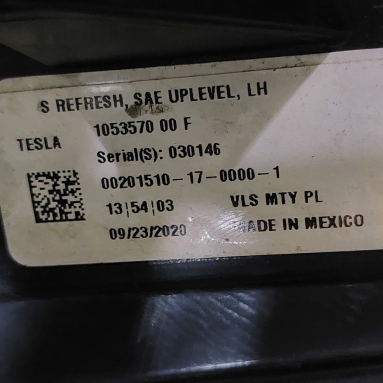 S REFRESH, SAE UPLEVEL, LH
1053570 00 F
TESLA
Serial(S): 030146
00201510-17-0000-1
13|54|03 VLS MTY PL
09/23/2020 MADE IN MEXICO